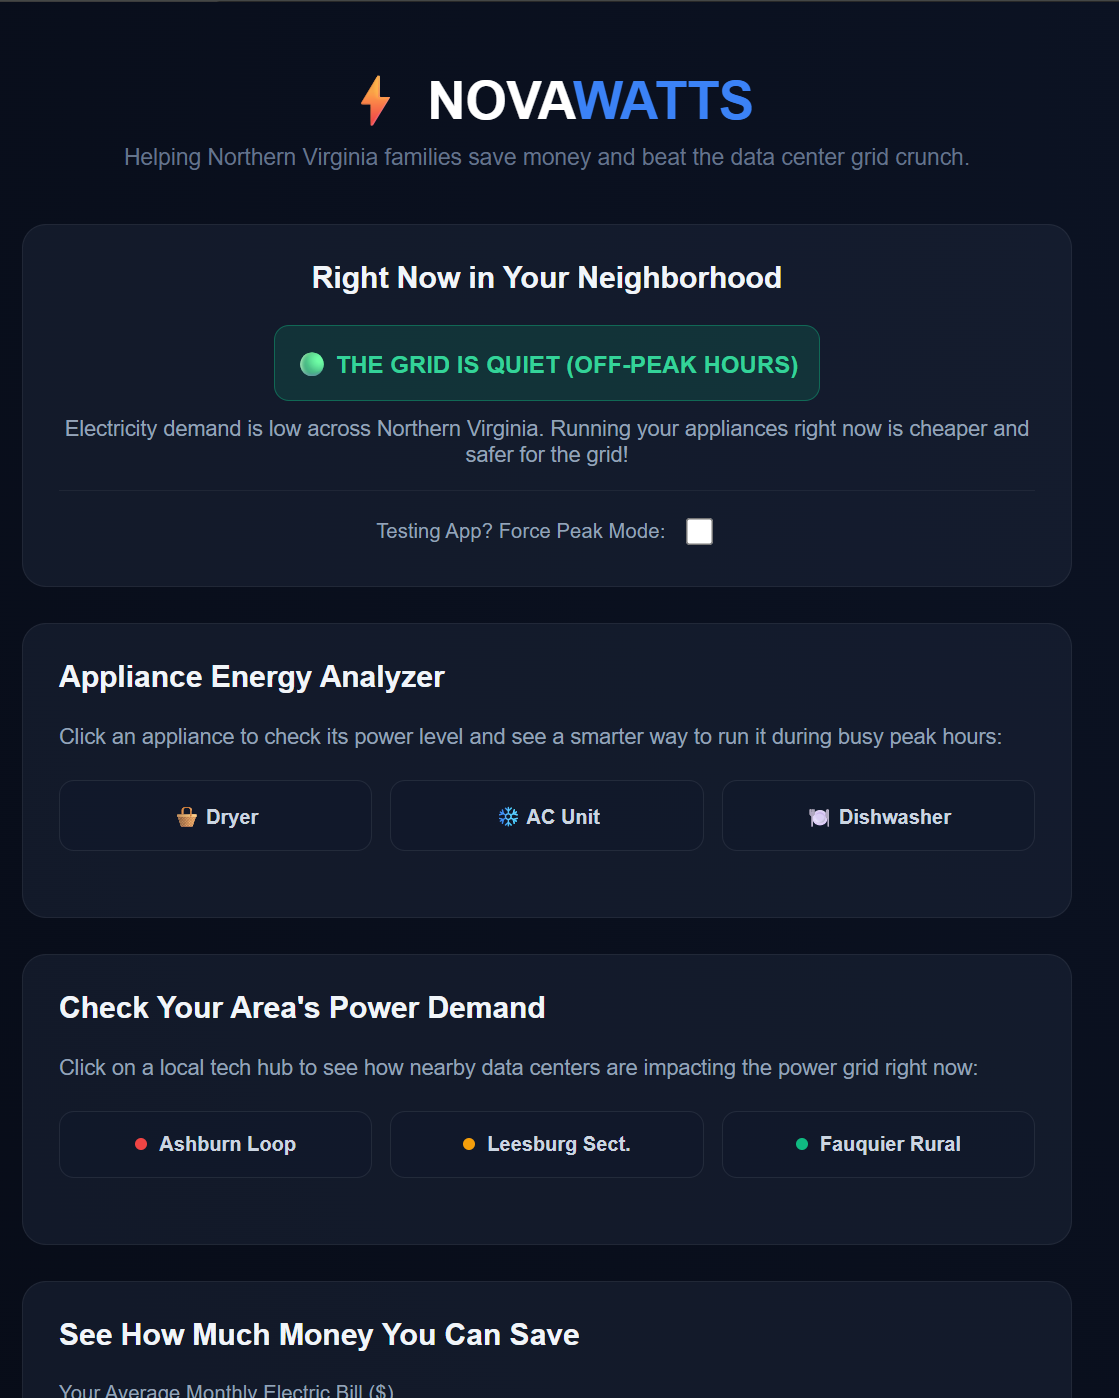 NOVAWATTS
Helping Northern Virginia families save money and beat the data center grid crunch.
Right Now in Your Neighborhood
THE GRID IS QUIET (OFF-PEAK HOURS)
Electricity demand is low across Northern Virginia. Running your appliances right now is cheaper and
safer for the grid!
Testing App? Force Peak Mode:
Appliance Energy Analyzer
Click an appliance to check its power level and see a smarter way to run it during busy peak hours:
Dryer
AC Unit
Dishwasher
Check Your Area's Power Demand
Click on a local tech hub to see how nearby data centers are impacting the power grid right now:
Ashburn Loop
Leesburg Sect.
Fauquier Rural
See How Much Money You Can Save
Your Average Monthly Electric Bill ($)